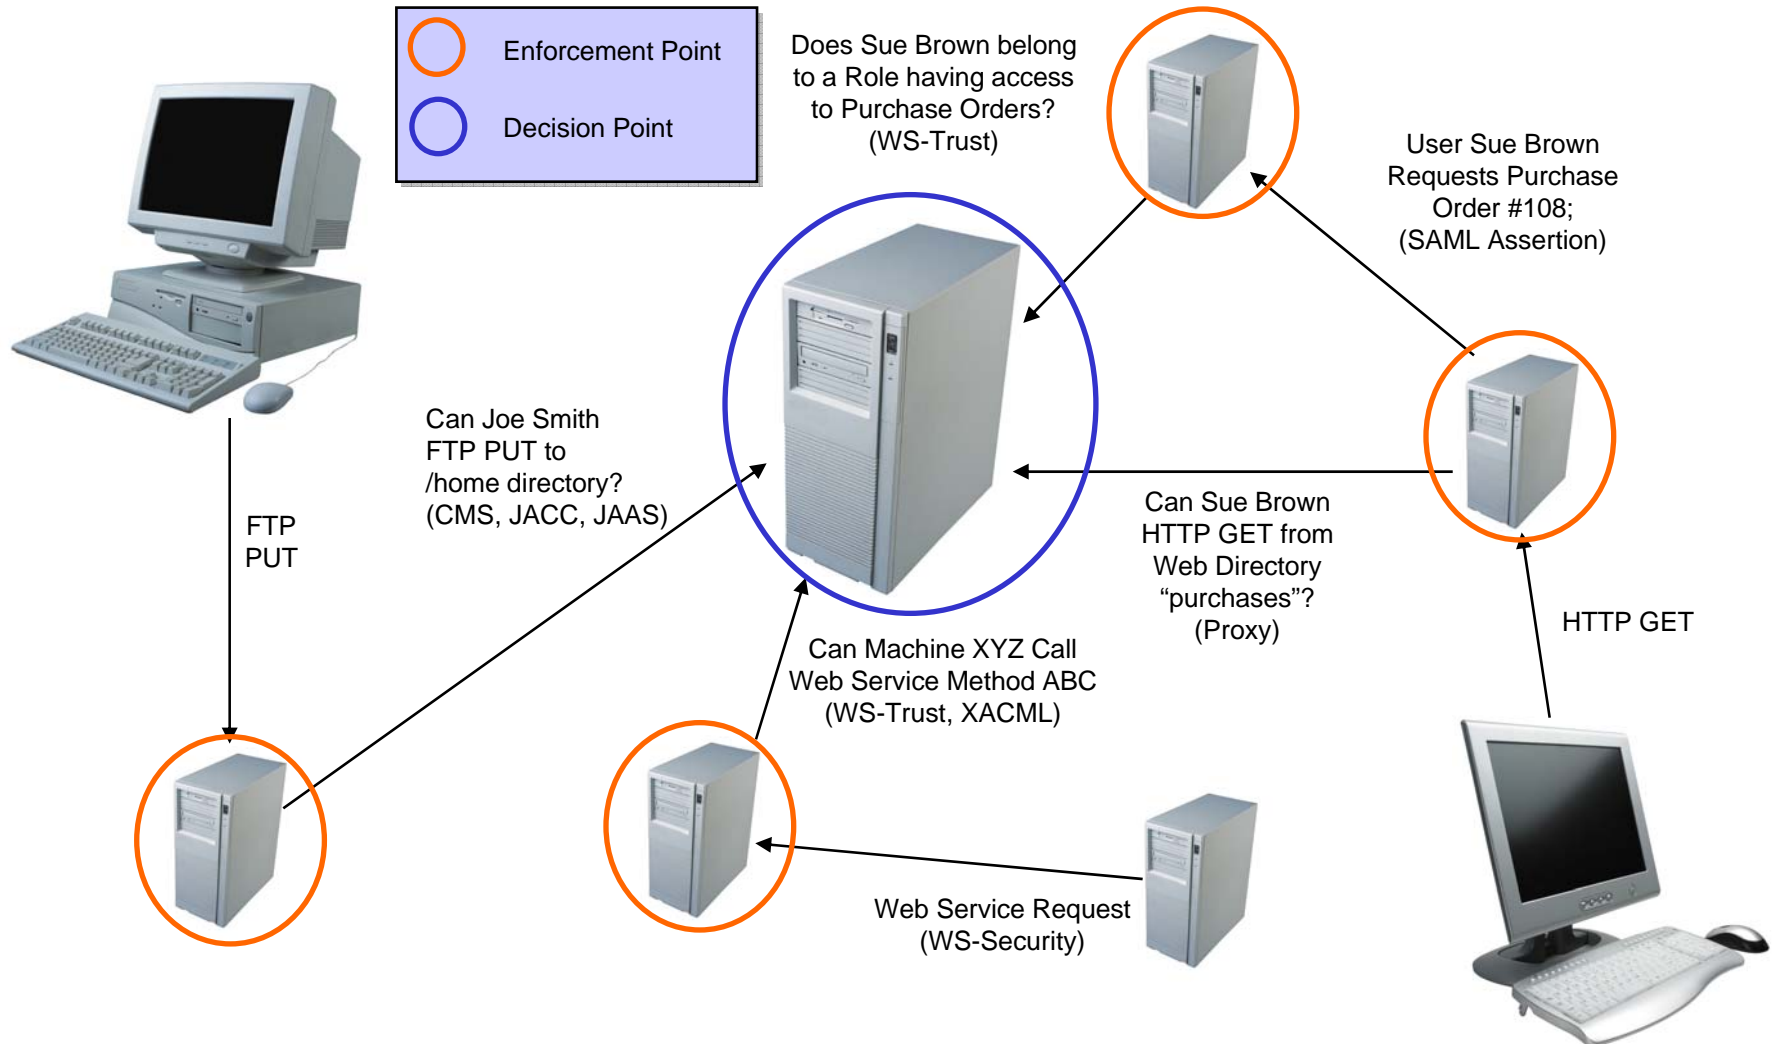 Enforcement Point
Decision Point
Does Sue Brown belong
to a Role having access
to Purchase Orders?
(WS-Trust)
User Sue Brown
Requests Purchase
Order #108;
(SAML Assertion)
Can Joe Smith
FTP PUT to
/home directory?
(CMS, JACC, JAAS)
FTP
PUT
Can Sue Brown
HTTP GET from
Web Directory
“purchases”?
(Proxy)
HTTP GET
Can Machine XYZ Call
Web Service Method ABC
(WS-Trust, XACML)
Web Service Request
(WS-Security)